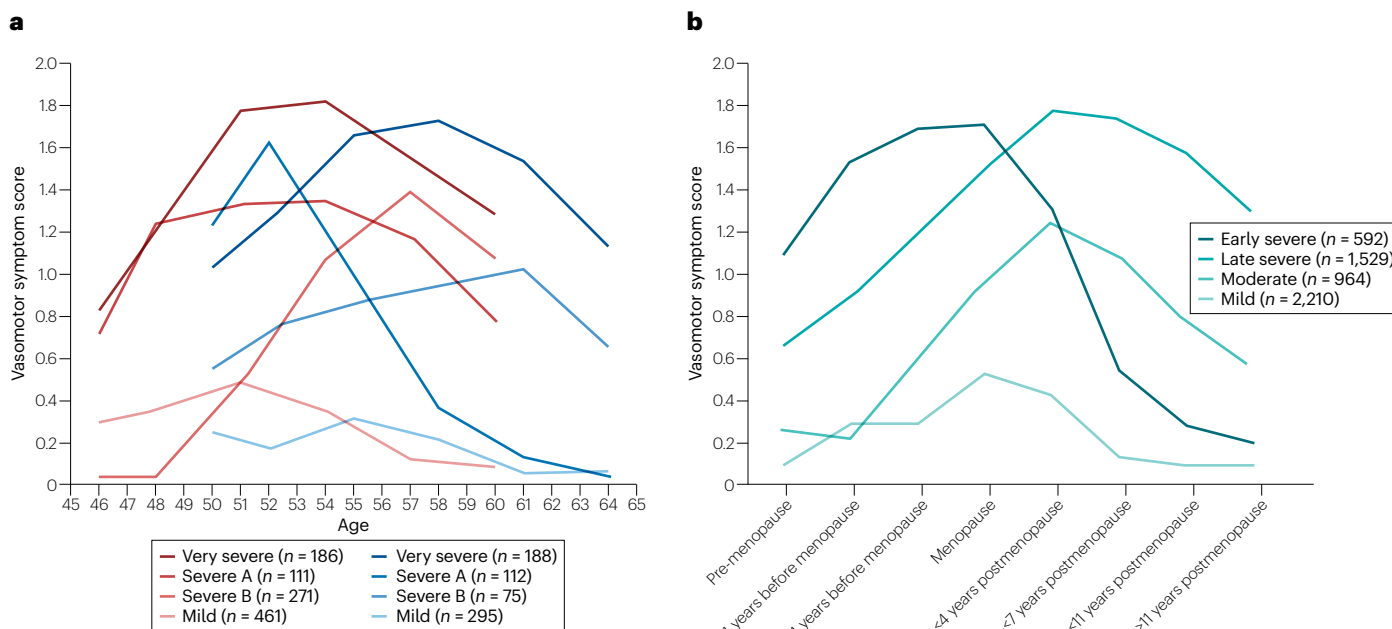 a
b
2.0
1.8
1.6
1.4
1.2
1.0
0.8
0.6
0.4
0.2
0
Vasomotor symptom score
45 46 47 48 49 50 51 52 53 54 55 56 57 58 59 60 61 62 63 64 65
Age
Very severe (n = 186)
Severe A (n = 111)
Severe B (n = 271)
Mild (n = 461)
Very severe (n = 188)
Severe A (n = 112)
Severe B (n = 75)
Mild (n = 295)
2.0
1.8
1.6
1.4
1.2
1.0
0.8
0.6
0.4
0.2
0
Vasomotor symptom score
Early severe (n = 592)
Late severe (n = 1,529)
Moderate (n = 964)
Mild (n = 2,210)
Pre-menopause
years before menopause
years before menopause
Menopause
<4 years postmenopause
<7 years postmenopause
<11 years postmenopause
>11 years postmenopause